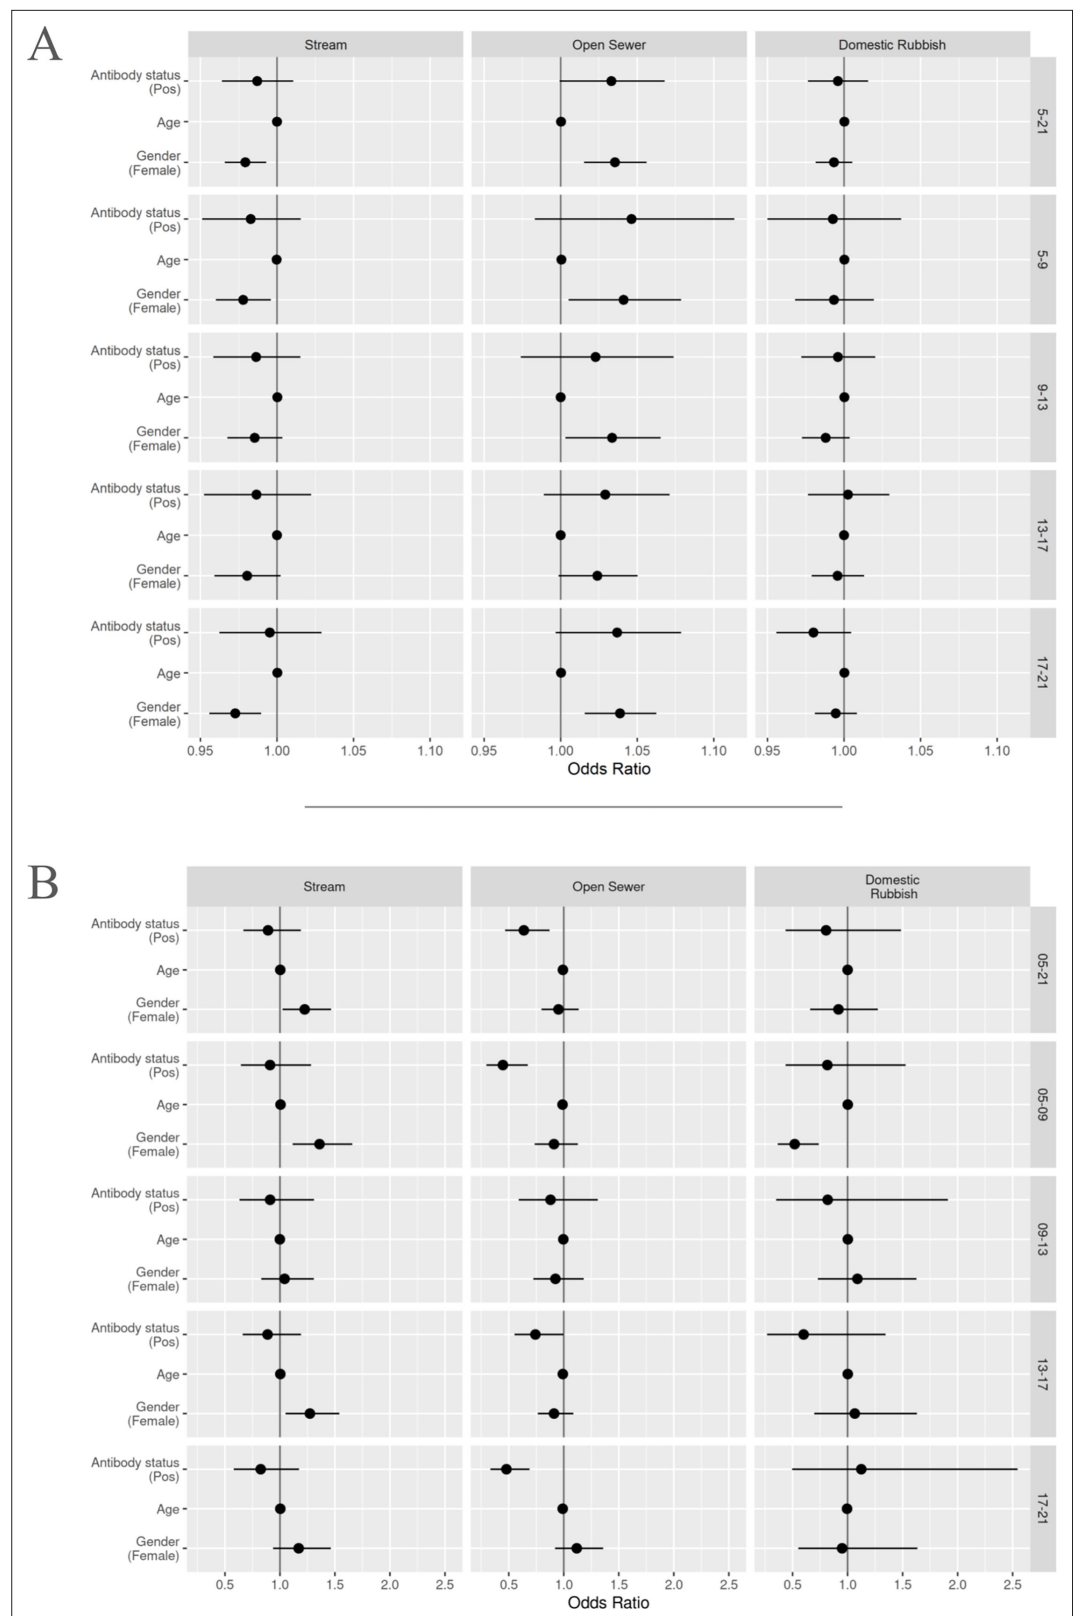 A
Stream
Open Sewer
Domestic Rubbish
Antibody status
(Pos)
Age
Gender
(Female)
5-21
Antibody status
(Pos)
Age
Gender
(Female)
5-9
Antibody status
(Pos)
Age
Gender
(Female)
9-13
Antibody status
(Pos)
Age
Gender
(Female)
13-17
Antibody status
(Pos)
Age
Gender
(Female)
17-21
0.95 1.00 1.05 1.10 0.95 1.00 1.05 1.10 0.95 1.00 1.05 1.10
Odds Ratio
B
Stream
Open Sewer
Domestic
Rubbish
Antibody status
(Pos)
Age
Gender
(Female)
05-21
Antibody status
(Pos)
Age
Gender
(Female)
05-09
Antibody status
(Pos)
Age
Gender
(Female)
09-13
Antibody status
(Pos)
Age
Gender
(Female)
13-17
Antibody status
(Pos)
Age
Gender
(Female)
17-21
0.5 1.0 1.5 2.0 2.5 0.5 1.0 1.5 2.0 2.5 0.5 1.0 1.5 2.0 2.5
Odds Ratio